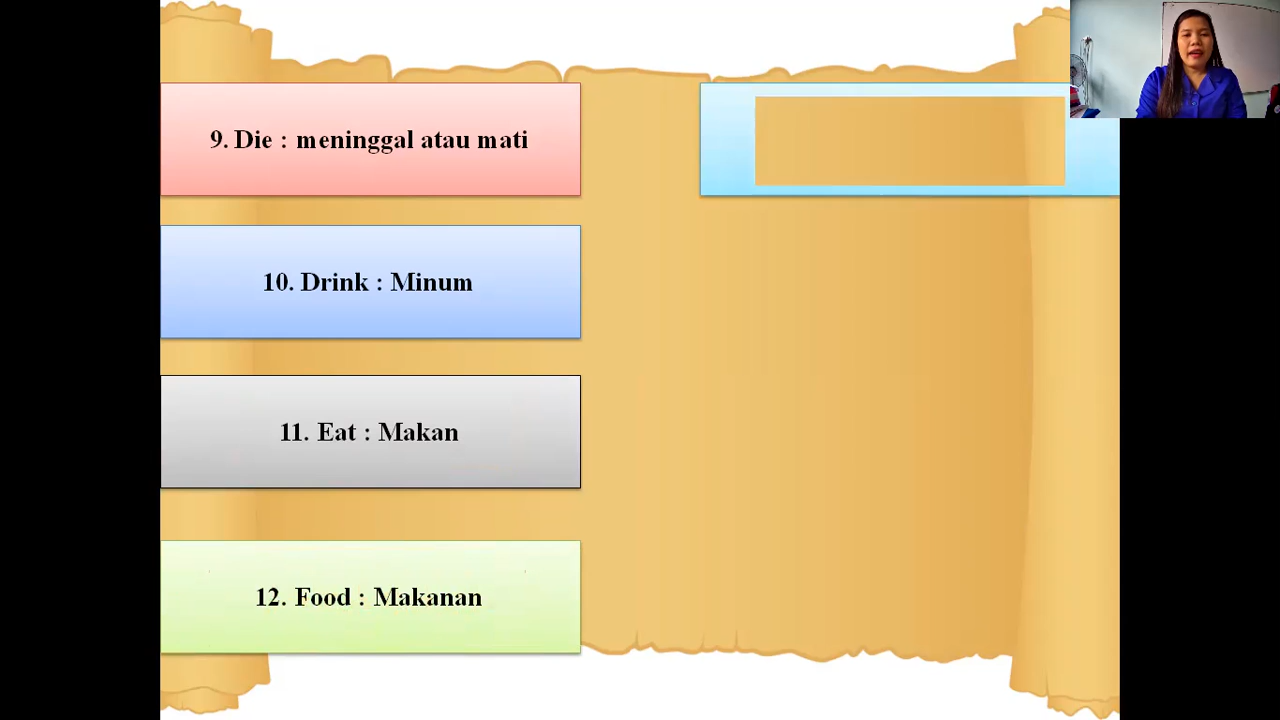 9. Die : meninggal atau mati
10. Drink : Minum
11. Eat : Makan
12. Food : Makanan